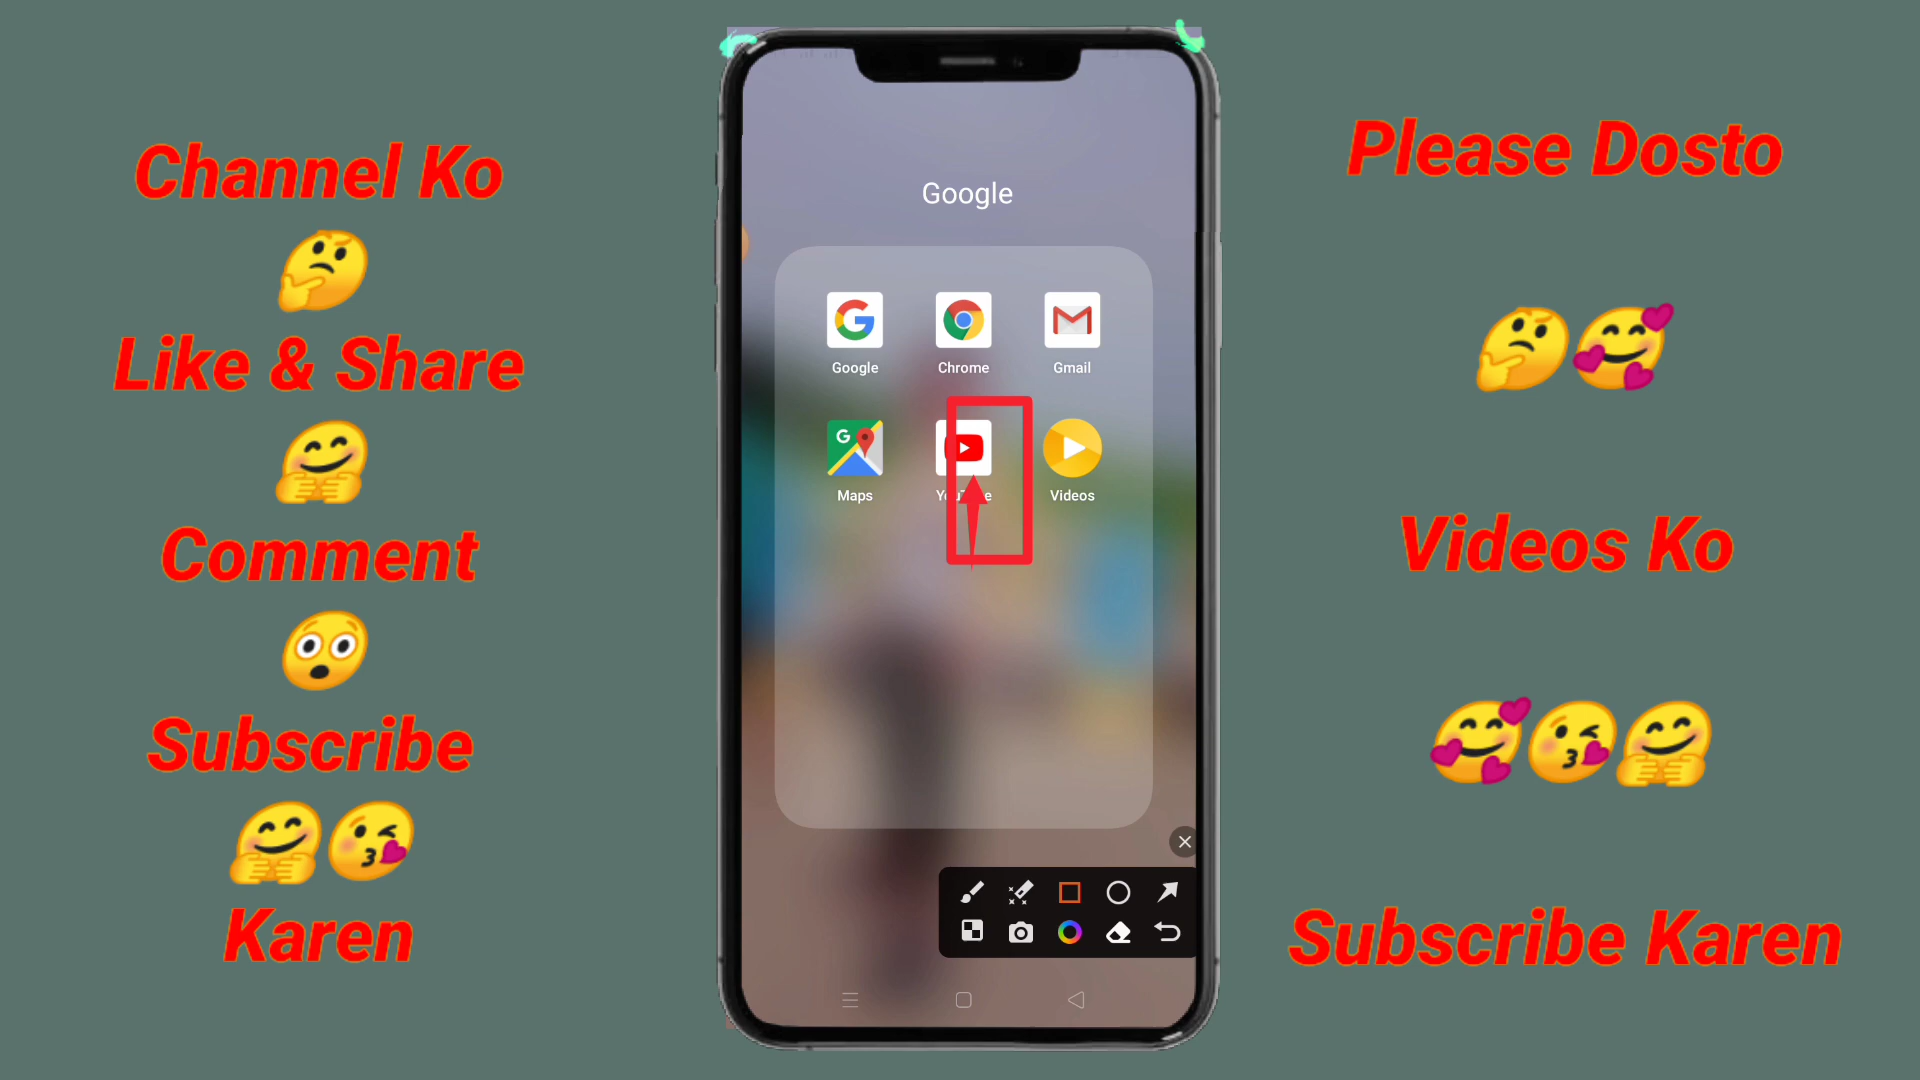 Channel Ko
Like & Share
Comment
Subscribe
Karen
Google
Google Chrome Gmail
Maps YouTube Videos
Please Dosto
Videos Ko
Subscribe Karen